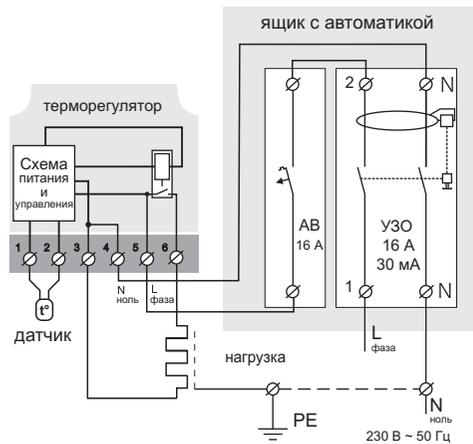 ящик с автоматикой
терморегулятор
2
N
Схема
питания
и
управления
АВ
16 А
УЗО
16 А
30 мА
1 2 3 4 5 6
1
N
t°
датчик
N
ноль
L
фаза
L
фаза
нагрузка
PE
N
ноль
230 В ~ 50 Гц